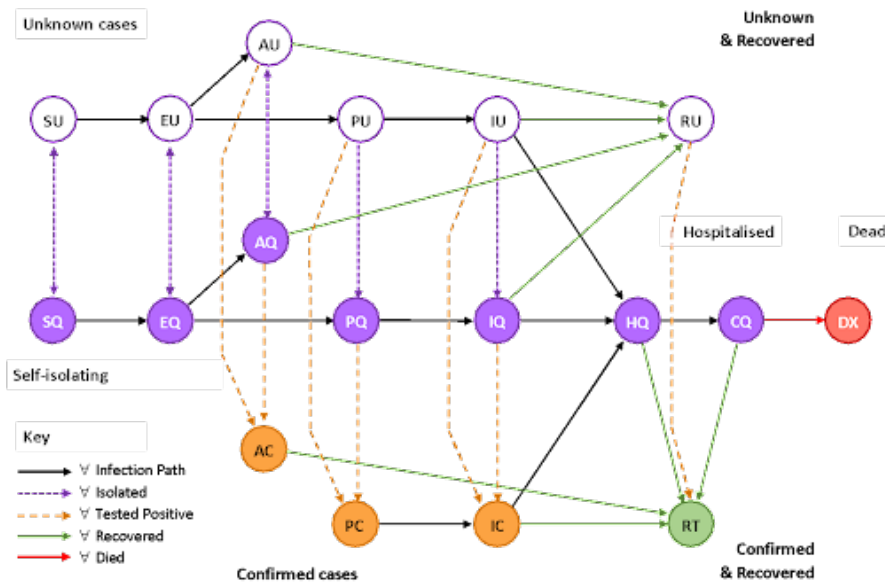 Unknown cases
Unknown
& Recovered
AU
SU
EU
PU
IU
RU
AQ
Hospitalised
Dead
SQ
EQ
PQ
IQ
HQ
CQ
DX
Self-isolating
Key
∀ Infection Path
∀ Isolated
∀ Tested Positive
∀ Recovered
∀ Died
AC
PC
IC
RT
Confirmed cases
Confirmed
& Recovered